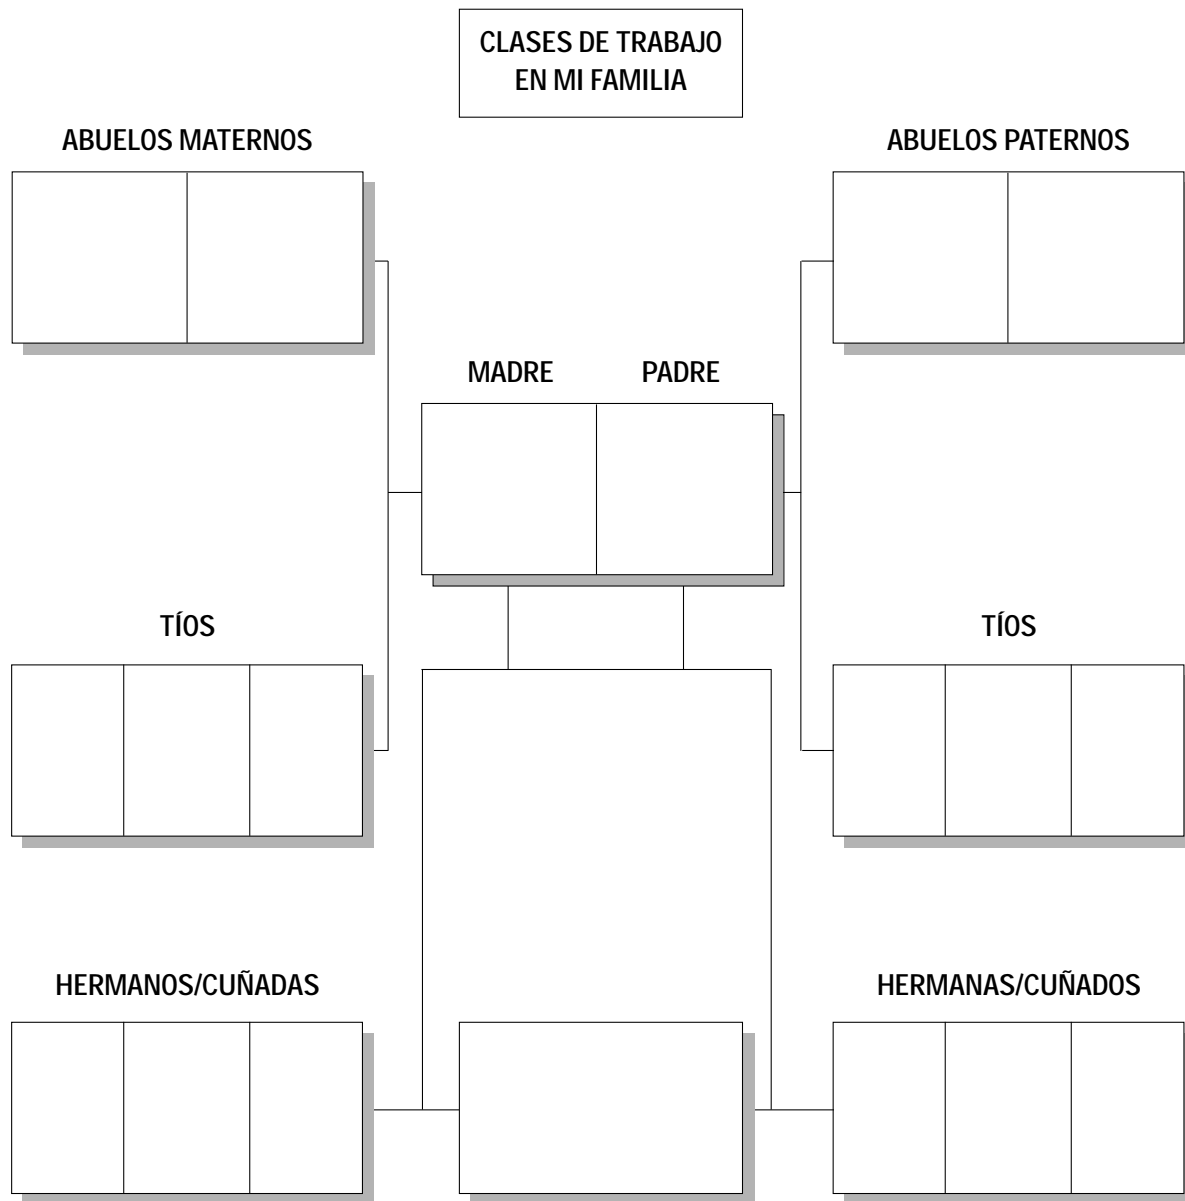 CLASES DE TRABAJO
EN MI FAMILIA
ABUELOS MATERNOS
ABUELOS PATERNOS
MADRE
PADRE
TÍOS
TÍOS
HERMANOS/CUÑADAS
HERMANAS/CUÑADOS